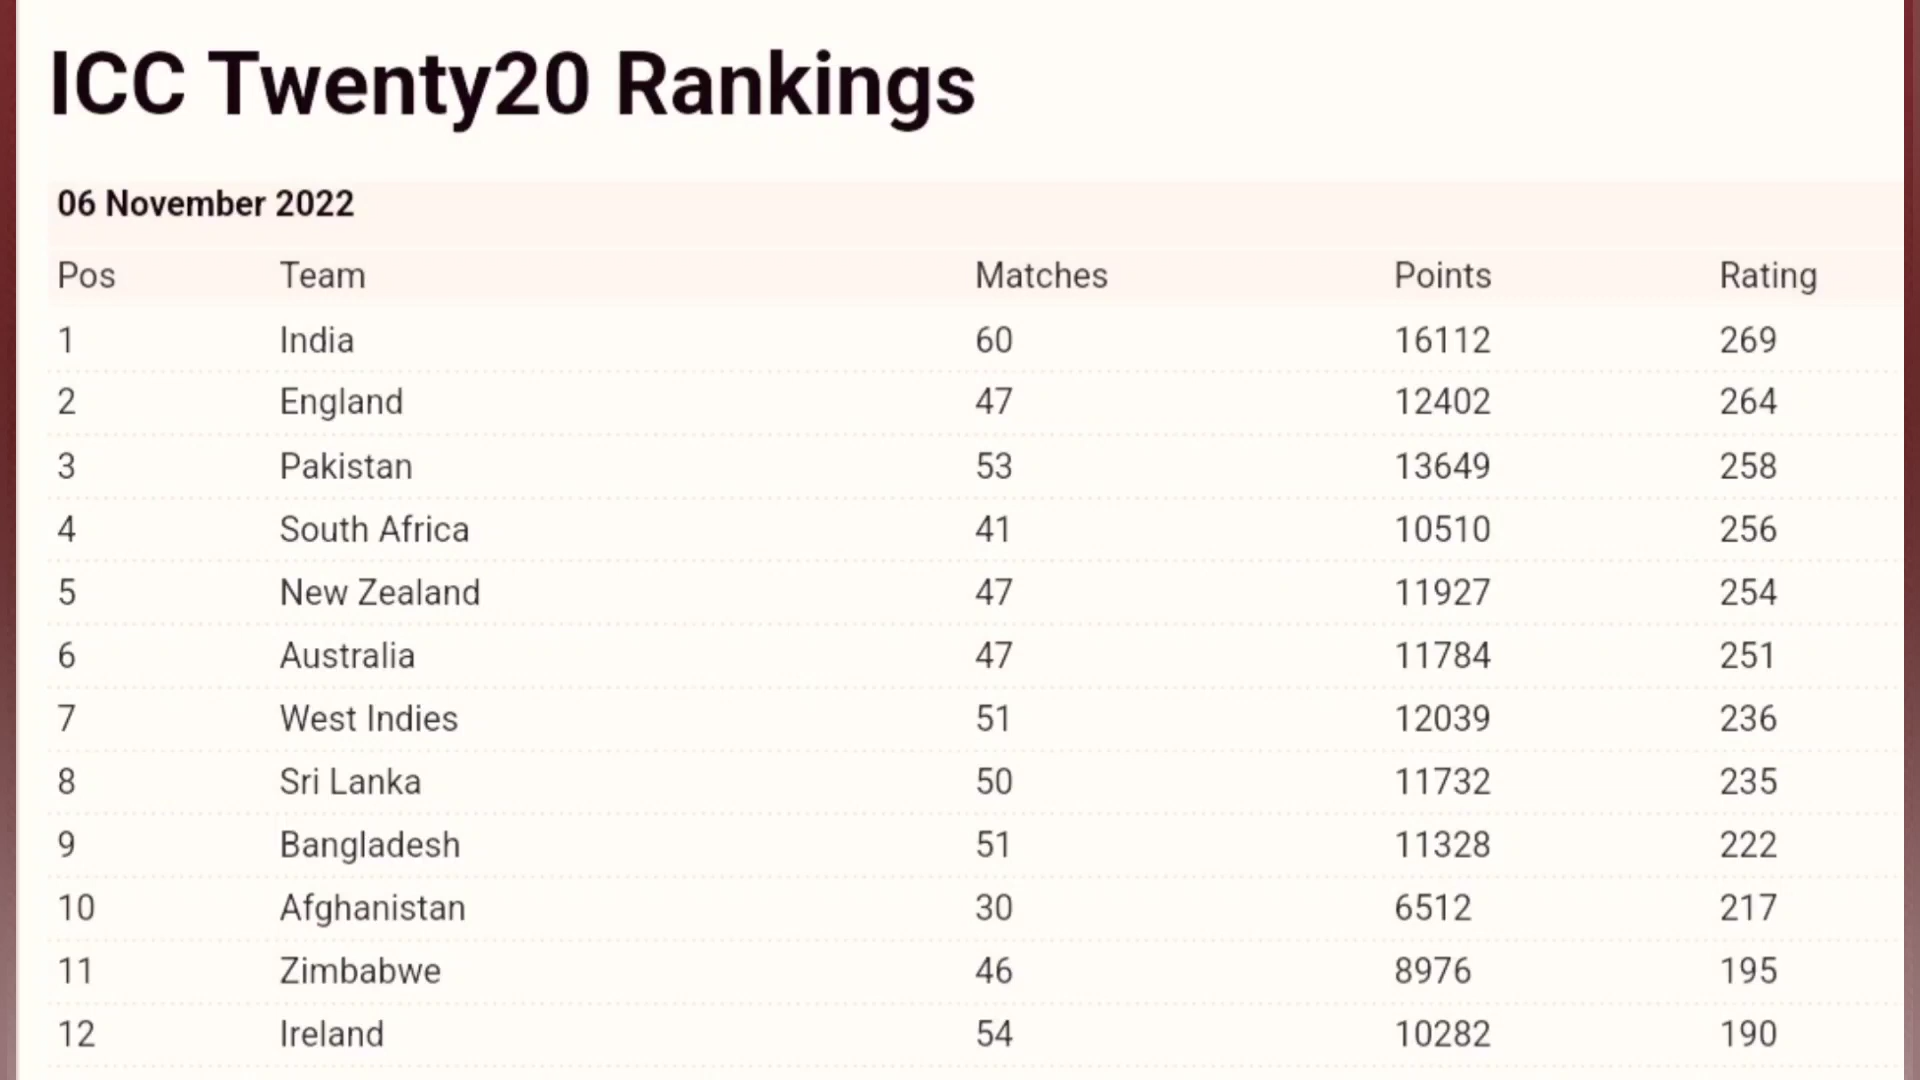 ICC Twenty20 Rankings
06 November 2022
Pos Team Matches Points Rating
1 India 60 16112 269
2 England 47 12402 264
3 Pakistan 53 13649 258
4 South Africa 41 10510 256
5 New Zealand 47 11927 254
6 Australia 47 11784 251
7 West Indies 51 12039 236
8 Sri Lanka 50 11732 235
9 Bangladesh 51 11328 222
10 Afghanistan 30 6512 217
11 Zimbabwe 46 8976 195
12 Ireland 54 10282 190